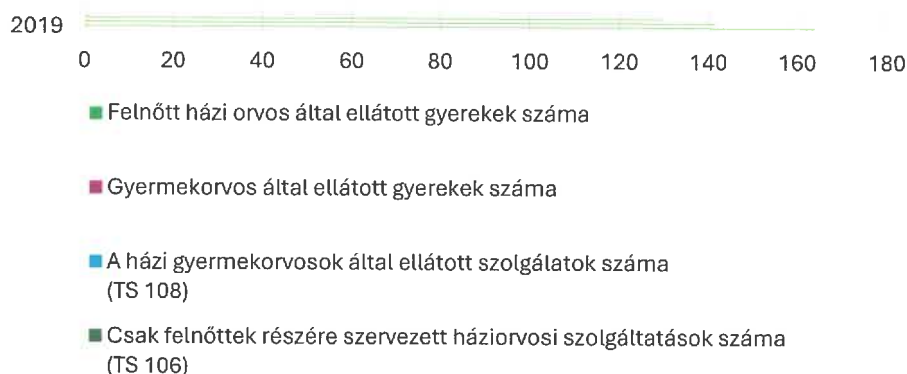 2019
0 20 40 60 80 100 120 140 160 180
Felnőtt házi orvos által ellátott gyerekek száma
Gyermekorvos által ellátott gyerekek száma
A házi gyermekorvosok által ellátott szolgálatok száma
(TS 108)
Csak felnőttek részére szervezett háziorvosi szolgáltatások száma
(TS 106)